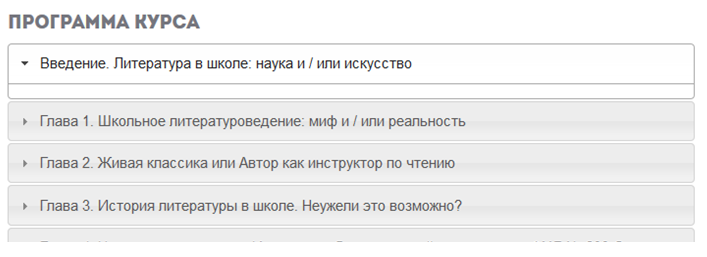 ПРОГРАММА КУРСА
Введение. Литература в школе: наука и / или искусство
Глава 1. Школьное литературоведение: миф и / или реальность
Глава 2. Живая классика или Автор как инструктор по чтению
Глава 3. История литературы в школе. Неужели это возможно?